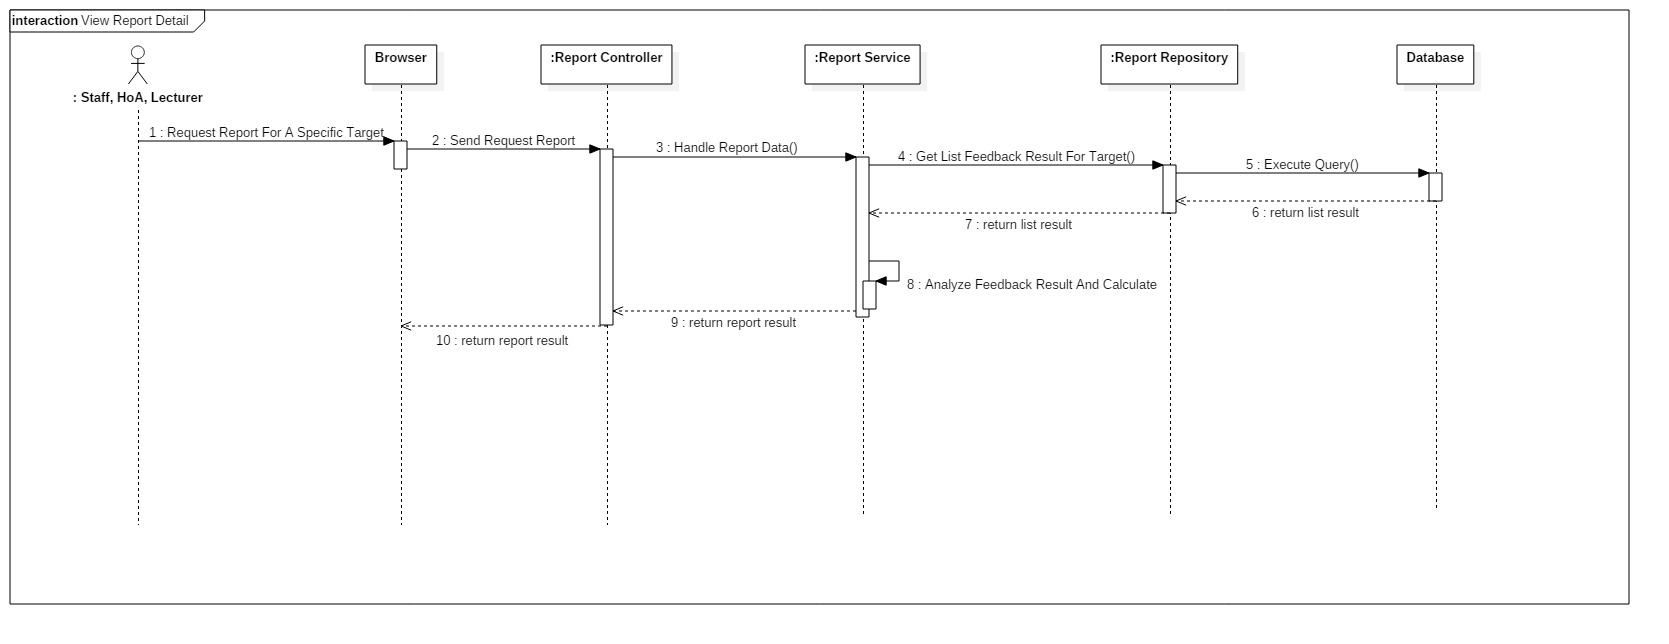 interaction View Report Detail
: Staff, HoA, Lecturer
Browser
:Report Controller
:Report Service
:Report Repository
Database
1 : Request Report For A Specific Target
2 : Send Request Report
3 : Handle Report Data()
4 : Get List Feedback Result For Target()
5 : Execute Query()
6 : return list result
7 : return list result
8 : Analyze Feedback Result And Calculate
9 : return report result
10 : return report result